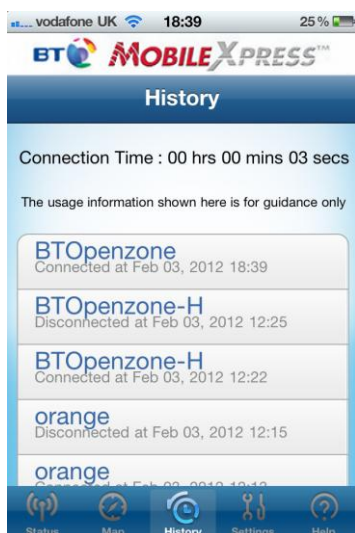 vodafone UK 18:39 25%
BT MOBILEXPRESS™
History
Connection Time : 00 hrs 00 mins 03 secs
The usage information shown here is for guidance only
BTOpenzone
Connected at Feb 03, 2012 18:39
BTOpenzone-H
Disconnected at Feb 03, 2012 12:25
BTOpenzone-H
Connected at Feb 03, 2012 12:22
orange
Disconnected at Feb 03, 2012 12:15
orange
Status Map History Settings Help